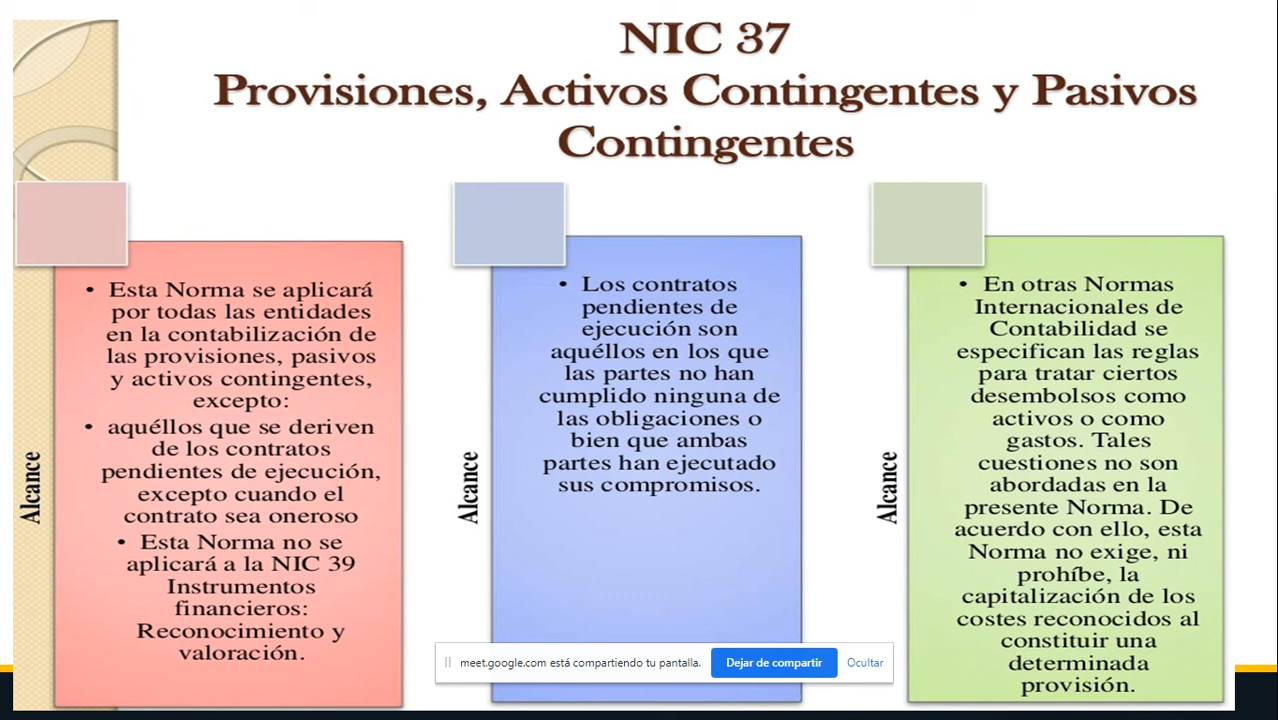 NIC 37
Provisiones, Activos Contingentes y Pasivos
Contingentes
Alcance
• Esta Norma se aplicará
por todas las entidades
en la contabilización de
las provisiones, pasivos
y activos contingentes,
excepto:
• aquéllos que se deriven
de los contratos
pendientes de ejecución,
excepto cuando el
contrato sea oneroso
• Esta Norma no se
aplicará a la NIC 39
Instrumentos
financieros:
Reconocimiento y
valoración.
Alcance
• Los contratos
pendientes de
ejecución son
aquéllos en los que
las partes no han
cumplido ninguna de
las obligaciones o
bien que ambas
partes han ejecutado
sus compromisos.
Alcance
• En otras Normas
Internacionales de
Contabilidad se
especifican las reglas
para tratar ciertos
desembolsos como
activos o como
gastos. Tales
cuestiones no son
abordadas en la
presente Norma. De
acuerdo con ello, esta
Norma no exige, ni
prohíbe, la
capitalización de los
costes reconocidos al
constituir una
determinada
provisión.
meet.google.com está compartiendo tu pantalla.
Dejar de compartir
Ocultar